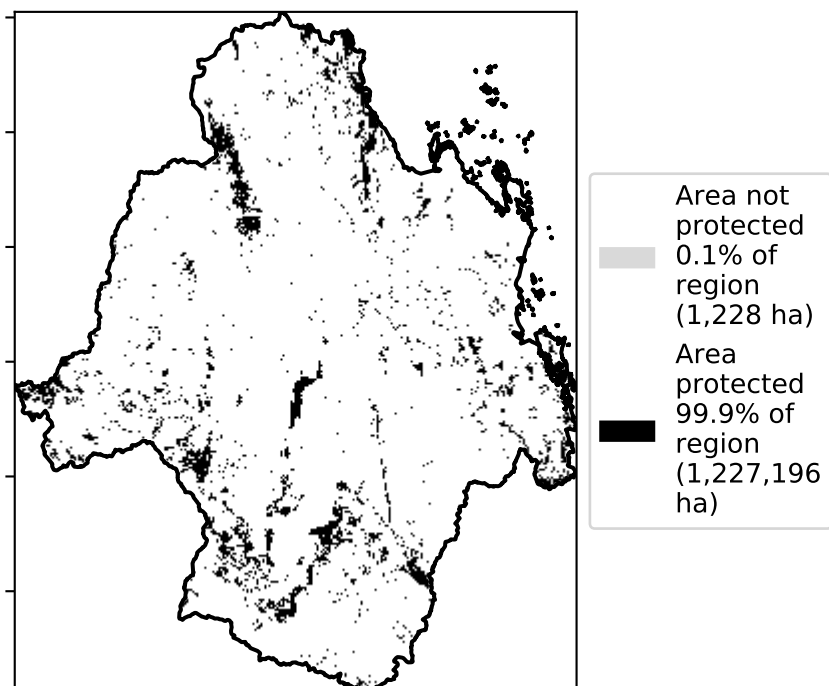 Area not
protected
0.1% of
region
(1,228 ha)
Area
protected
99.9% of
region
(1,227,196
ha)